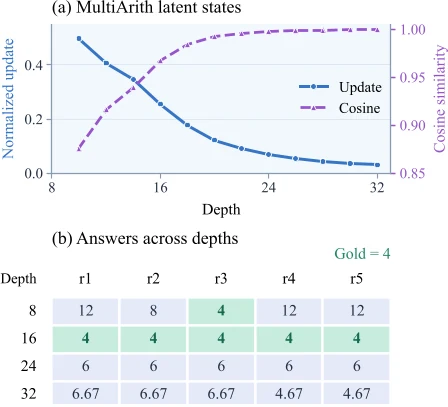 (a) MultiArith latent states
Normalized update
0.4
0.2
0.0
1.00
0.95
0.90
0.85
Cosine similarity
Update
Cosine
8 16 24 32
Depth
(b) Answers across depths
Gold = 4
Depth r1 r2 r3 r4 r5
8 12 8 4 12 12
16 4 4 4 4 4
24 6 6 6 6 6
32 6.67 6.67 6.67 4.67 4.67